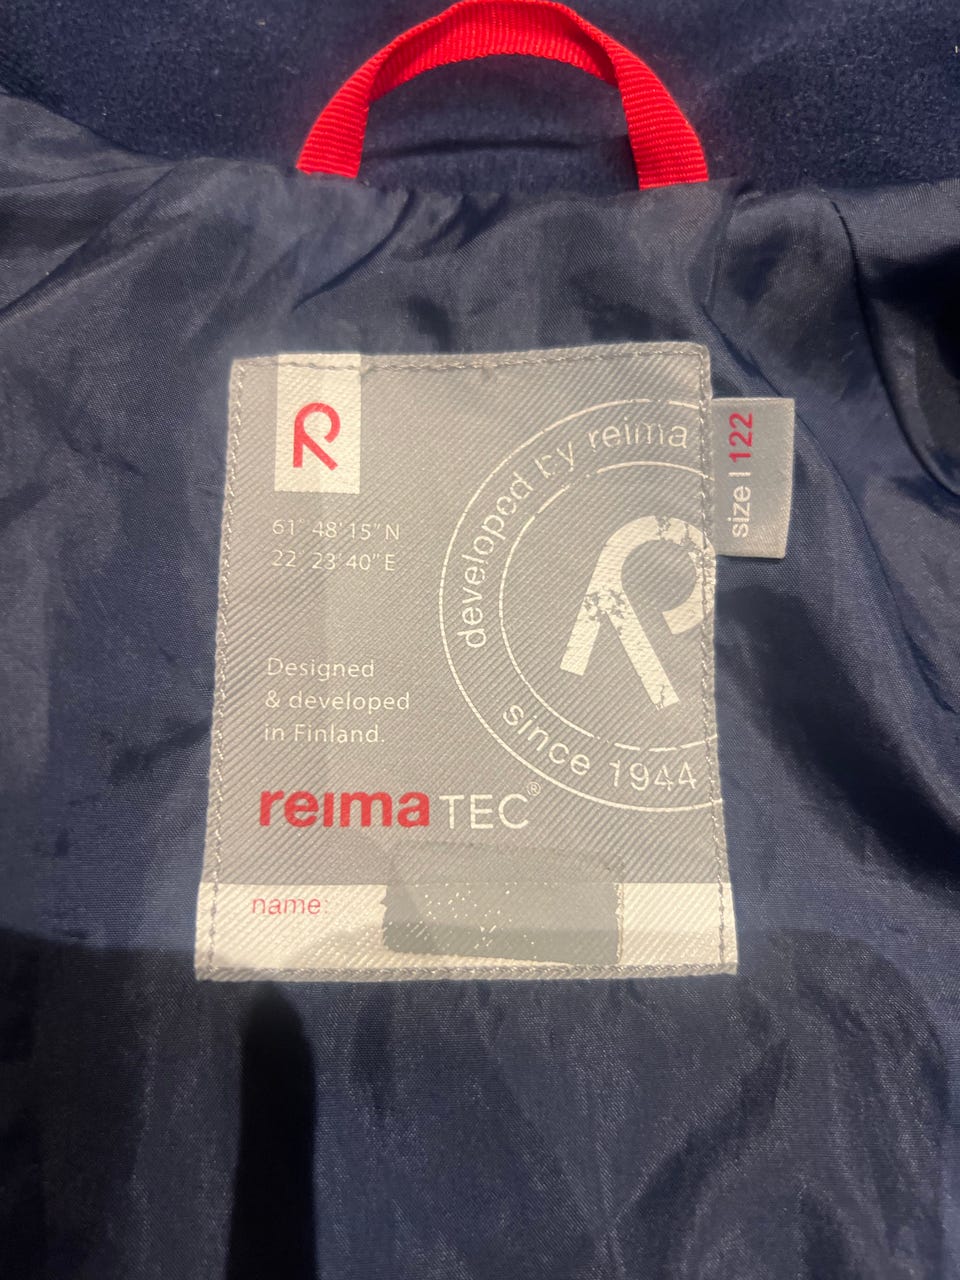 R
61° 48' 15" N
22° 23' 40" E
developed by reima
R
since 1944
size | 122
Designed
& developed
in Finland.
reima TEC®
name: